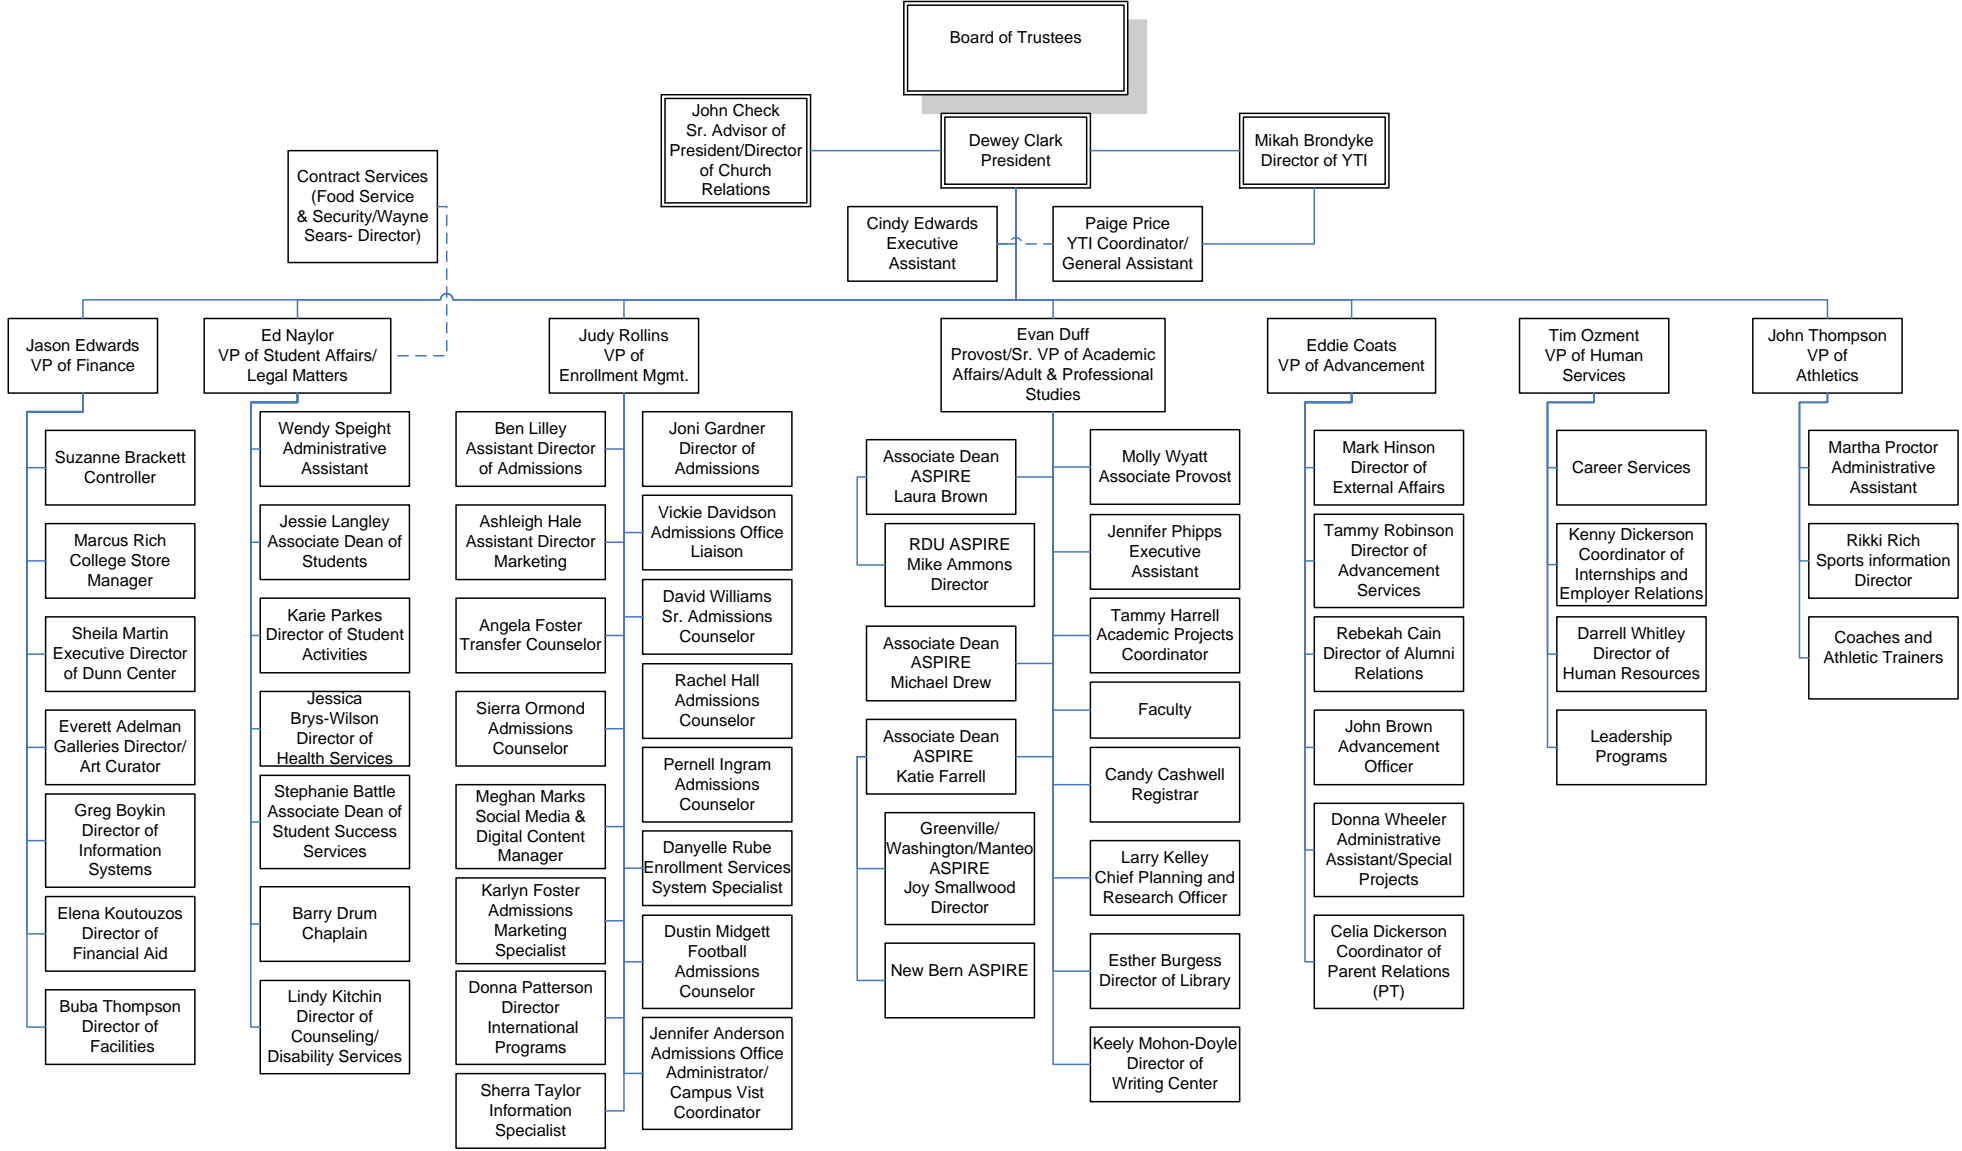 Board of Trustees
John Check
Sr. Advisor of
President/Director
of Church
Relations
Dewey Clark
President
Mikah Brondyke
Director of YTI
Contract Services
(Food Service
& Security/Wayne
Sears- Director)
Cindy Edwards
Executive
Assistant
Paige Price
YTI Coordinator/
General Assistant
Jason Edwards
VP of Finance
Ed Naylor
VP of Student Affairs/
Legal Matters
Judy Rollins
VP of
Enrollment Mgmt.
Evan Duff
Provost/Sr. VP of Academic
Affairs/Adult & Professional
Studies
Eddie Coats
VP of Advancement
Tim Ozment
VP of Human
Services
John Thompson
VP of
Athletics
Suzanne Brackett
Controller
Marcus Rich
College Store
Manager
Sheila Martin
Executive Director
of Dunn Center
Everett Adelman
Galleries Director/
Art Curator
Greg Boykin
Director of
Information
Systems
Elena Koutouzos
Director of
Financial Aid
Buba Thompson
Director of
Facilities
Wendy Speight
Administrative
Assistant
Jessie Langley
Associate Dean of
Students
Karie Parkes
Director of Student
Activities
Jessica
Brys-Wilson
Director of
Health Services
Stephanie Battle
Associate Dean of
Student Success
Services
Barry Drum
Chaplain
Lindy Kitchin
Director of
Counseling/
Disability Services
Ben Lilley
Assistant Director
of Admissions
Ashleigh Hale
Assistant Director
Marketing
Angela Foster
Transfer Counselor
Sierra Ormond
Admissions
Counselor
Meghan Marks
Social Media &
Digital Content
Manager
Karlyn Foster
Admissions
Marketing
Specialist
Donna Patterson
Director
International
Programs
Sherra Taylor
Information
Specialist
Joni Gardner
Director of
Admissions
Vickie Davidson
Admissions Office
Liaison
David Williams
Sr. Admissions
Counselor
Rachel Hall
Admissions
Counselor
Pernell Ingram
Admissions
Counselor
Danyelle Rube
Enrollment Services
System Specialist
Dustin Midgett
Football
Admissions
Counselor
Jennifer Anderson
Admissions Office
Administrator/
Campus Vist
Coordinator
Associate Dean
ASPIRE
Laura Brown
RDU ASPIRE
Mike Ammons
Director
Associate Dean
ASPIRE
Michael Drew
Associate Dean
ASPIRE
Katie Farrell
Greenville/
Washington/Manteo
ASPIRE
Joy Smallwood
Director
New Bern ASPIRE
Molly Wyatt
Associate Provost
Jennifer Phipps
Executive
Assistant
Tammy Harrell
Academic Projects
Coordinator
Faculty
Candy Cashwell
Registrar
Larry Kelley
Chief Planning and
Research Officer
Esther Burgess
Director of Library
Keely Mohon-Doyle
Director of
Writing Center
Mark Hinson
Director of
External Affairs
Tammy Robinson
Director of
Advancement
Services
Rebekah Cain
Director of Alumni
Relations
John Brown
Advancement
Officer
Donna Wheeler
Administrative
Assistant/Special
Projects
Celia Dickerson
Coordinator of
Parent Relations
(PT)
Career Services
Kenny Dickerson
Coordinator of
Internships and
Employer Relations
Darrell Whitley
Director of
Human Resources
Leadership
Programs
Martha Proctor
Administrative
Assistant
Rikki Rich
Sports information
Director
Coaches and
Athletic Trainers